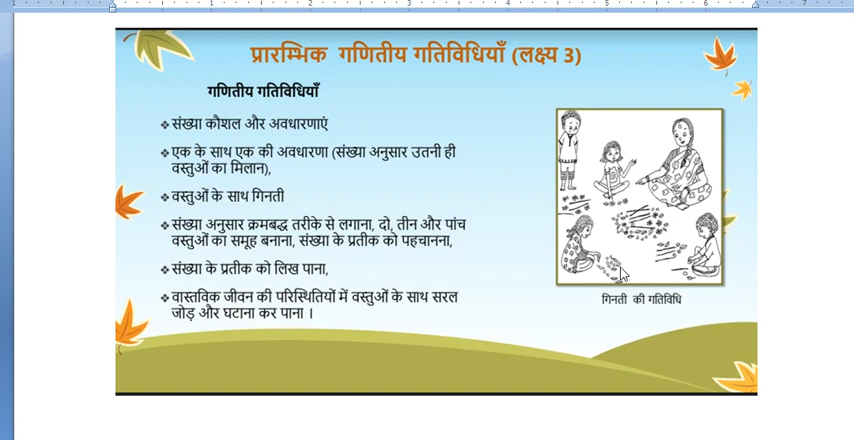 प्रारम्भिक गणितीय गतिविधियाँ (लक्ष्य 3)
गणितीय गतिविधियाँ
❖संख्या कौशल और अवधारणाएं
❖एक के साथ एक की अवधारणा (संख्या अनुसार उतनी ही
वस्तुओं का मिलान),
❖वस्तुओं के साथ गिनती
❖संख्या अनुसार क्रमबद्ध तरीके से लगाना, दो, तीन और पांच
वस्तुओं का समूह बनाना, संख्या के प्रतीक को पहचानना,
❖संख्या के प्रतीक को लिख पाना,
❖वास्तविक जीवन की परिस्थितियों में वस्तुओं के साथ सरल
जोड़ और घटाना कर पाना ।
गिनती की गतिविधि